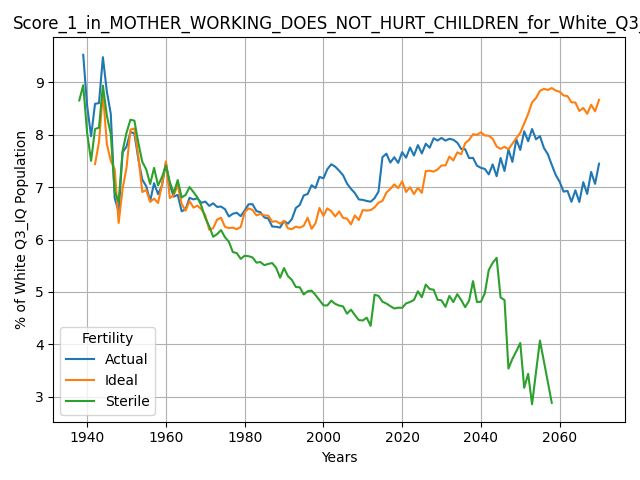 Score_1_in_MOTHER_WORKING_DOES_NOT_HURT_CHILDREN_for_White_Q3_
% of White Q3_IQ Population
9
8
7
6
5
4
3
Fertility
Actual
Ideal
Sterile
1940 1960 1980 2000 2020 2040 2060
Years